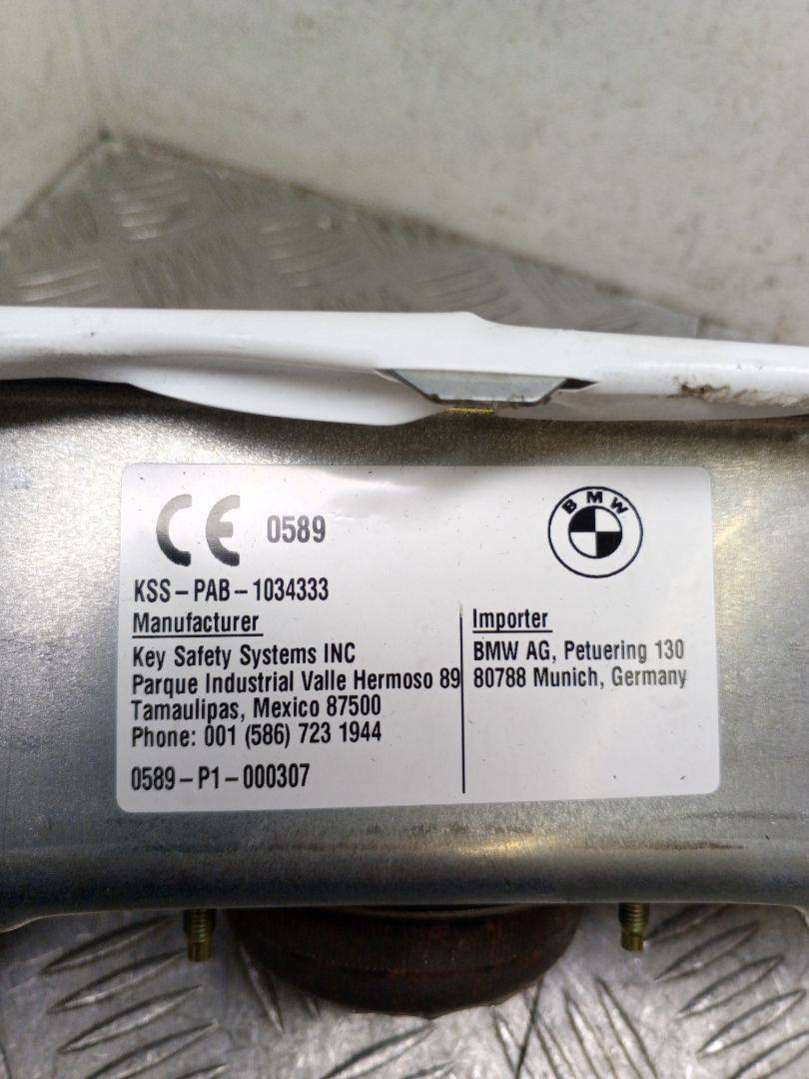 CE 0589
BMW
KSS-PAB-1034333
Manufacturer
Key Safety Systems INC
Parque Industrial Valle Hermoso 89
Tamaulipas, Mexico 87500
Phone: 001 (586) 723 1944
0589-P1-000307
Importer
BMW AG, Petuering 130
80788 Munich, Germany